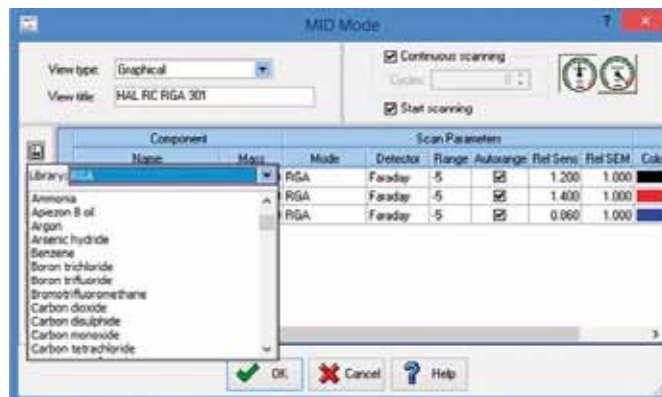 MID Mode
View type: Graphical
View title: HAL RC RGA 301
Continuous scanning
Cycles: 0
Start scanning
Component Scan Parameters
Name Mass Mode Detector Range Autorange Rel Sens Rel SEM
Library: RGA
RGA Faraday -5 1.200 1.000
RGA Faraday -5 1.400 1.000
RGA Faraday -5 0.860 1.000
Ammonia
Apezon B oil
Argon
Arsenic hydride
Benzene
Boron trichloride
Boron trifluoride
Bromotrifluoromethane
Carbon dioxide
Carbon disulphide
Carbon monoxide
Carbon tetrachloride
OK Cancel Help